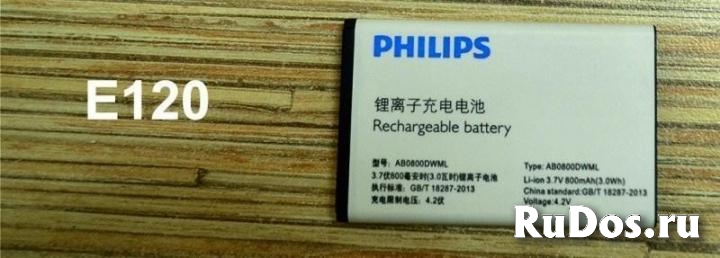 E120
PHILIPS
锂离子充电电池
Rechargeable battery
型号: AB0800DWML
3.7伏800毫安时(3.0瓦时)锂离子电池
执行标准: GB/T 18287-2013
充电限制电压: 4.2伏
Type: AB0800DWML
Li-ion 3.7V 800mAh(3.0Wh)
China standard:GB/T 18287-2013
Voltage:4.2V
RuDos.ru